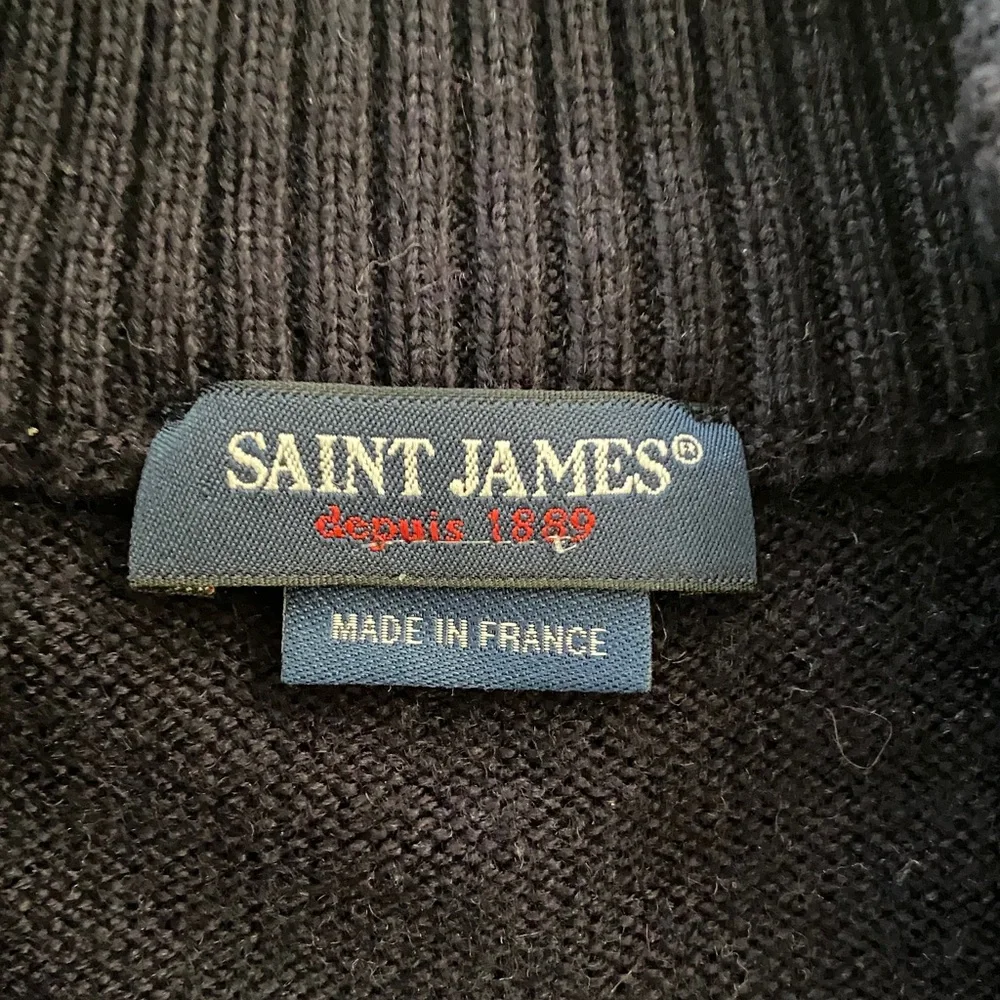 SAINT JAMES®
depuis 1889
MADE IN FRANCE